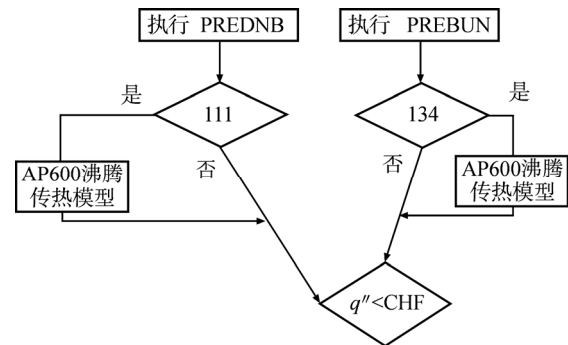 执行 PREDNB
执行 PREBUN
是
111
134
是
否
否
AP600沸腾
传热模型
AP600沸腾
传热模型
q″<CHF